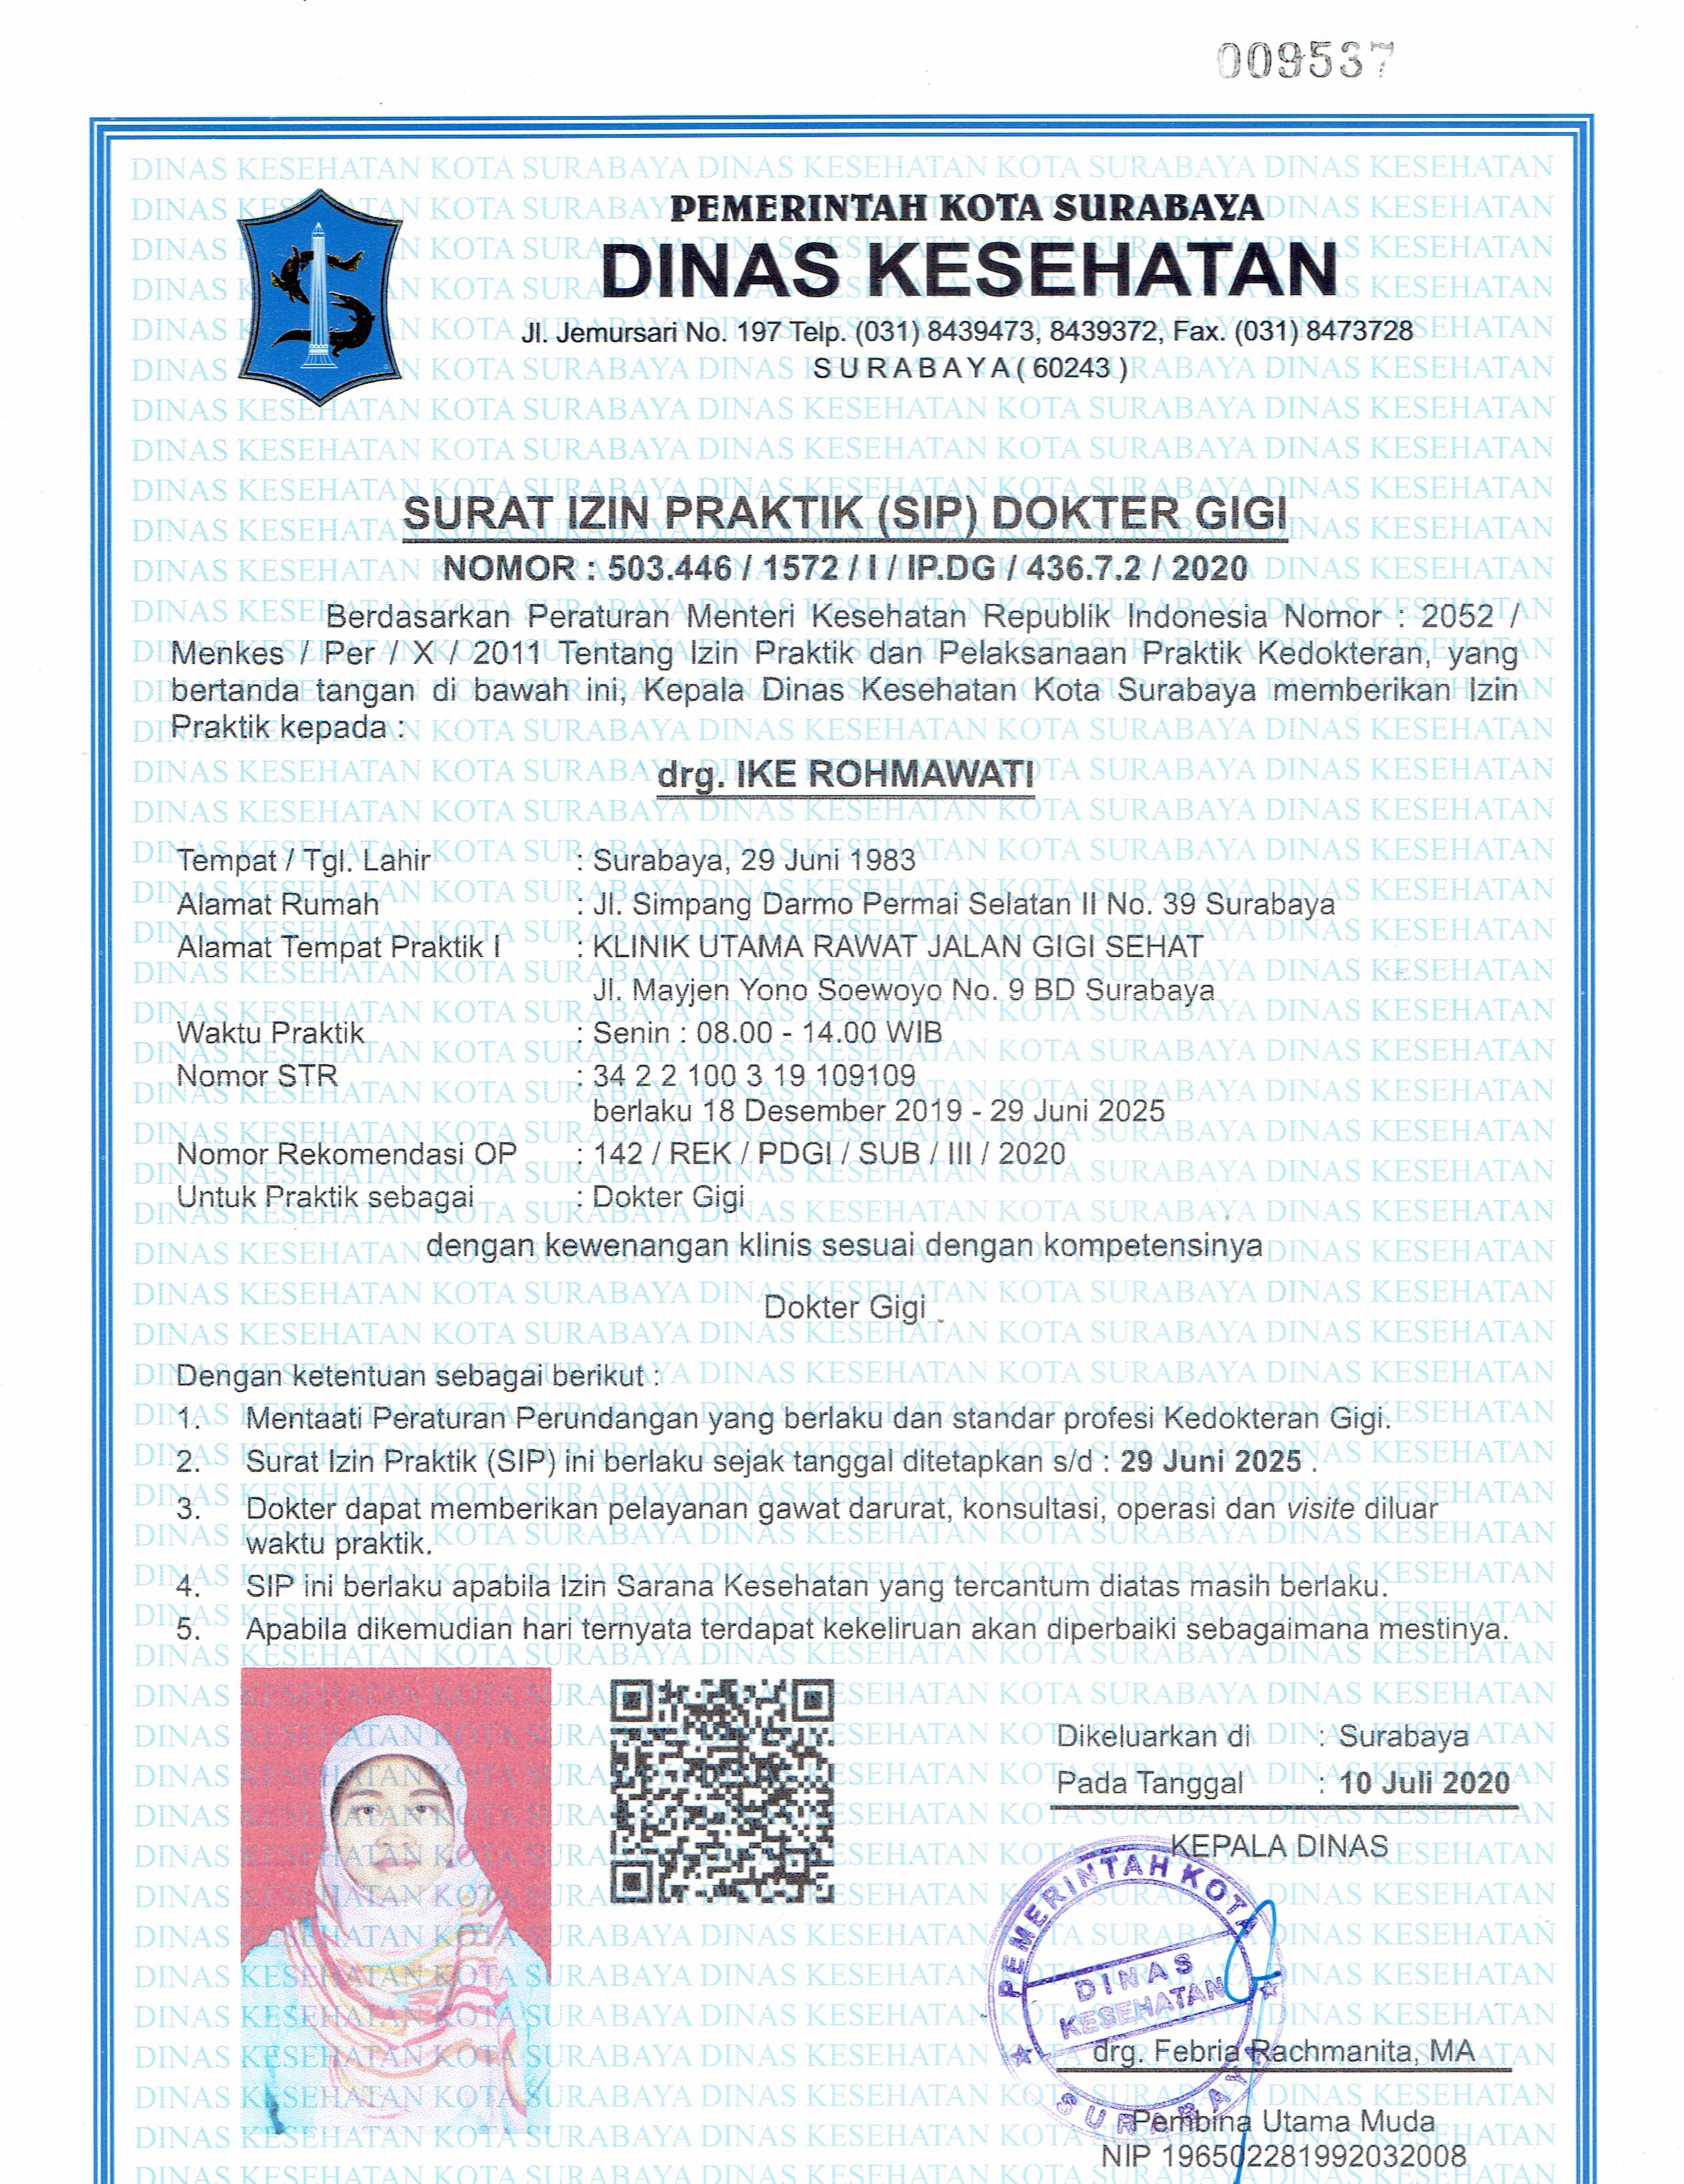 009537
PEMERINTAH KOTA SURABAYA
DINAS KESEHATAN
Jl. Jemursari No. 197 Telp. (031) 8439473, 8439372, Fax. (031) 8473728
S U R A B A Y A ( 60243 )
SURAT IZIN PRAKTIK (SIP) DOKTER GIGI
NOMOR : 503.446 / 1572 / I / IP.DG / 436.7.2 / 2020
Berdasarkan Peraturan Menteri Kesehatan Republik Indonesia Nomor : 2052 /
Menkes / Per / X / 2011 Tentang Izin Praktik dan Pelaksanaan Praktik Kedokteran, yang
bertanda tangan di bawah ini, Kepala Dinas Kesehatan Kota Surabaya memberikan Izin
Praktik kepada :
drg. IKE ROHMAWATI
Tempat / Tgl. Lahir : Surabaya, 29 Juni 1983
Alamat Rumah : Jl. Simpang Darmo Permai Selatan II No. 39 Surabaya
Alamat Tempat Praktik I : KLINIK UTAMA RAWAT JALAN GIGI SEHAT
Jl. Mayjen Yono Soewoyo No. 9 BD Surabaya
Waktu Praktik : Senin : 08.00 - 14.00 WIB
Nomor STR : 34 2 2 100 3 19 109109
berlaku 18 Desember 2019 - 29 Juni 2025
Nomor Rekomendasi OP : 142 / REK / PDGI / SUB / III / 2020
Untuk Praktik sebagai : Dokter Gigi
dengan kewenangan klinis sesuai dengan kompetensinya
Dokter Gigi .
Dengan ketentuan sebagai berikut :
1. Mentaati Peraturan Perundangan yang berlaku dan standar profesi Kedokteran Gigi.
2. Surat Izin Praktik (SIP) ini berlaku sejak tanggal ditetapkan s/d : 29 Juni 2025 .
3. Dokter dapat memberikan pelayanan gawat darurat, konsultasi, operasi dan visite diluar
waktu praktik.
4. SIP ini berlaku apabila Izin Sarana Kesehatan yang tercantum diatas masih berlaku.
5. Apabila dikemudian hari ternyata terdapat kekeliruan akan diperbaiki sebagaimana mestinya.
Dikeluarkan di : Surabaya
Pada Tanggal : 10 Juli 2020
KEPALA DINAS
PEMERINTAH KOTA
DINAS
KESEHATAN
SURABAYA
drg. Febria Rachmanita, MA
Pembina Utama Muda
NIP 196502281992032008